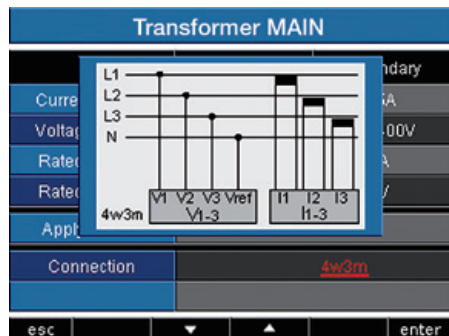 Transformer MAIN
ndary
Curre
Voltag 00V
Rated
Rated
Appl
L1
L2
L3
N
V1 V2 V3 Vref I1 I2 I3
4w3m V1-3 I1-3
Connection 4w3m
esc enter